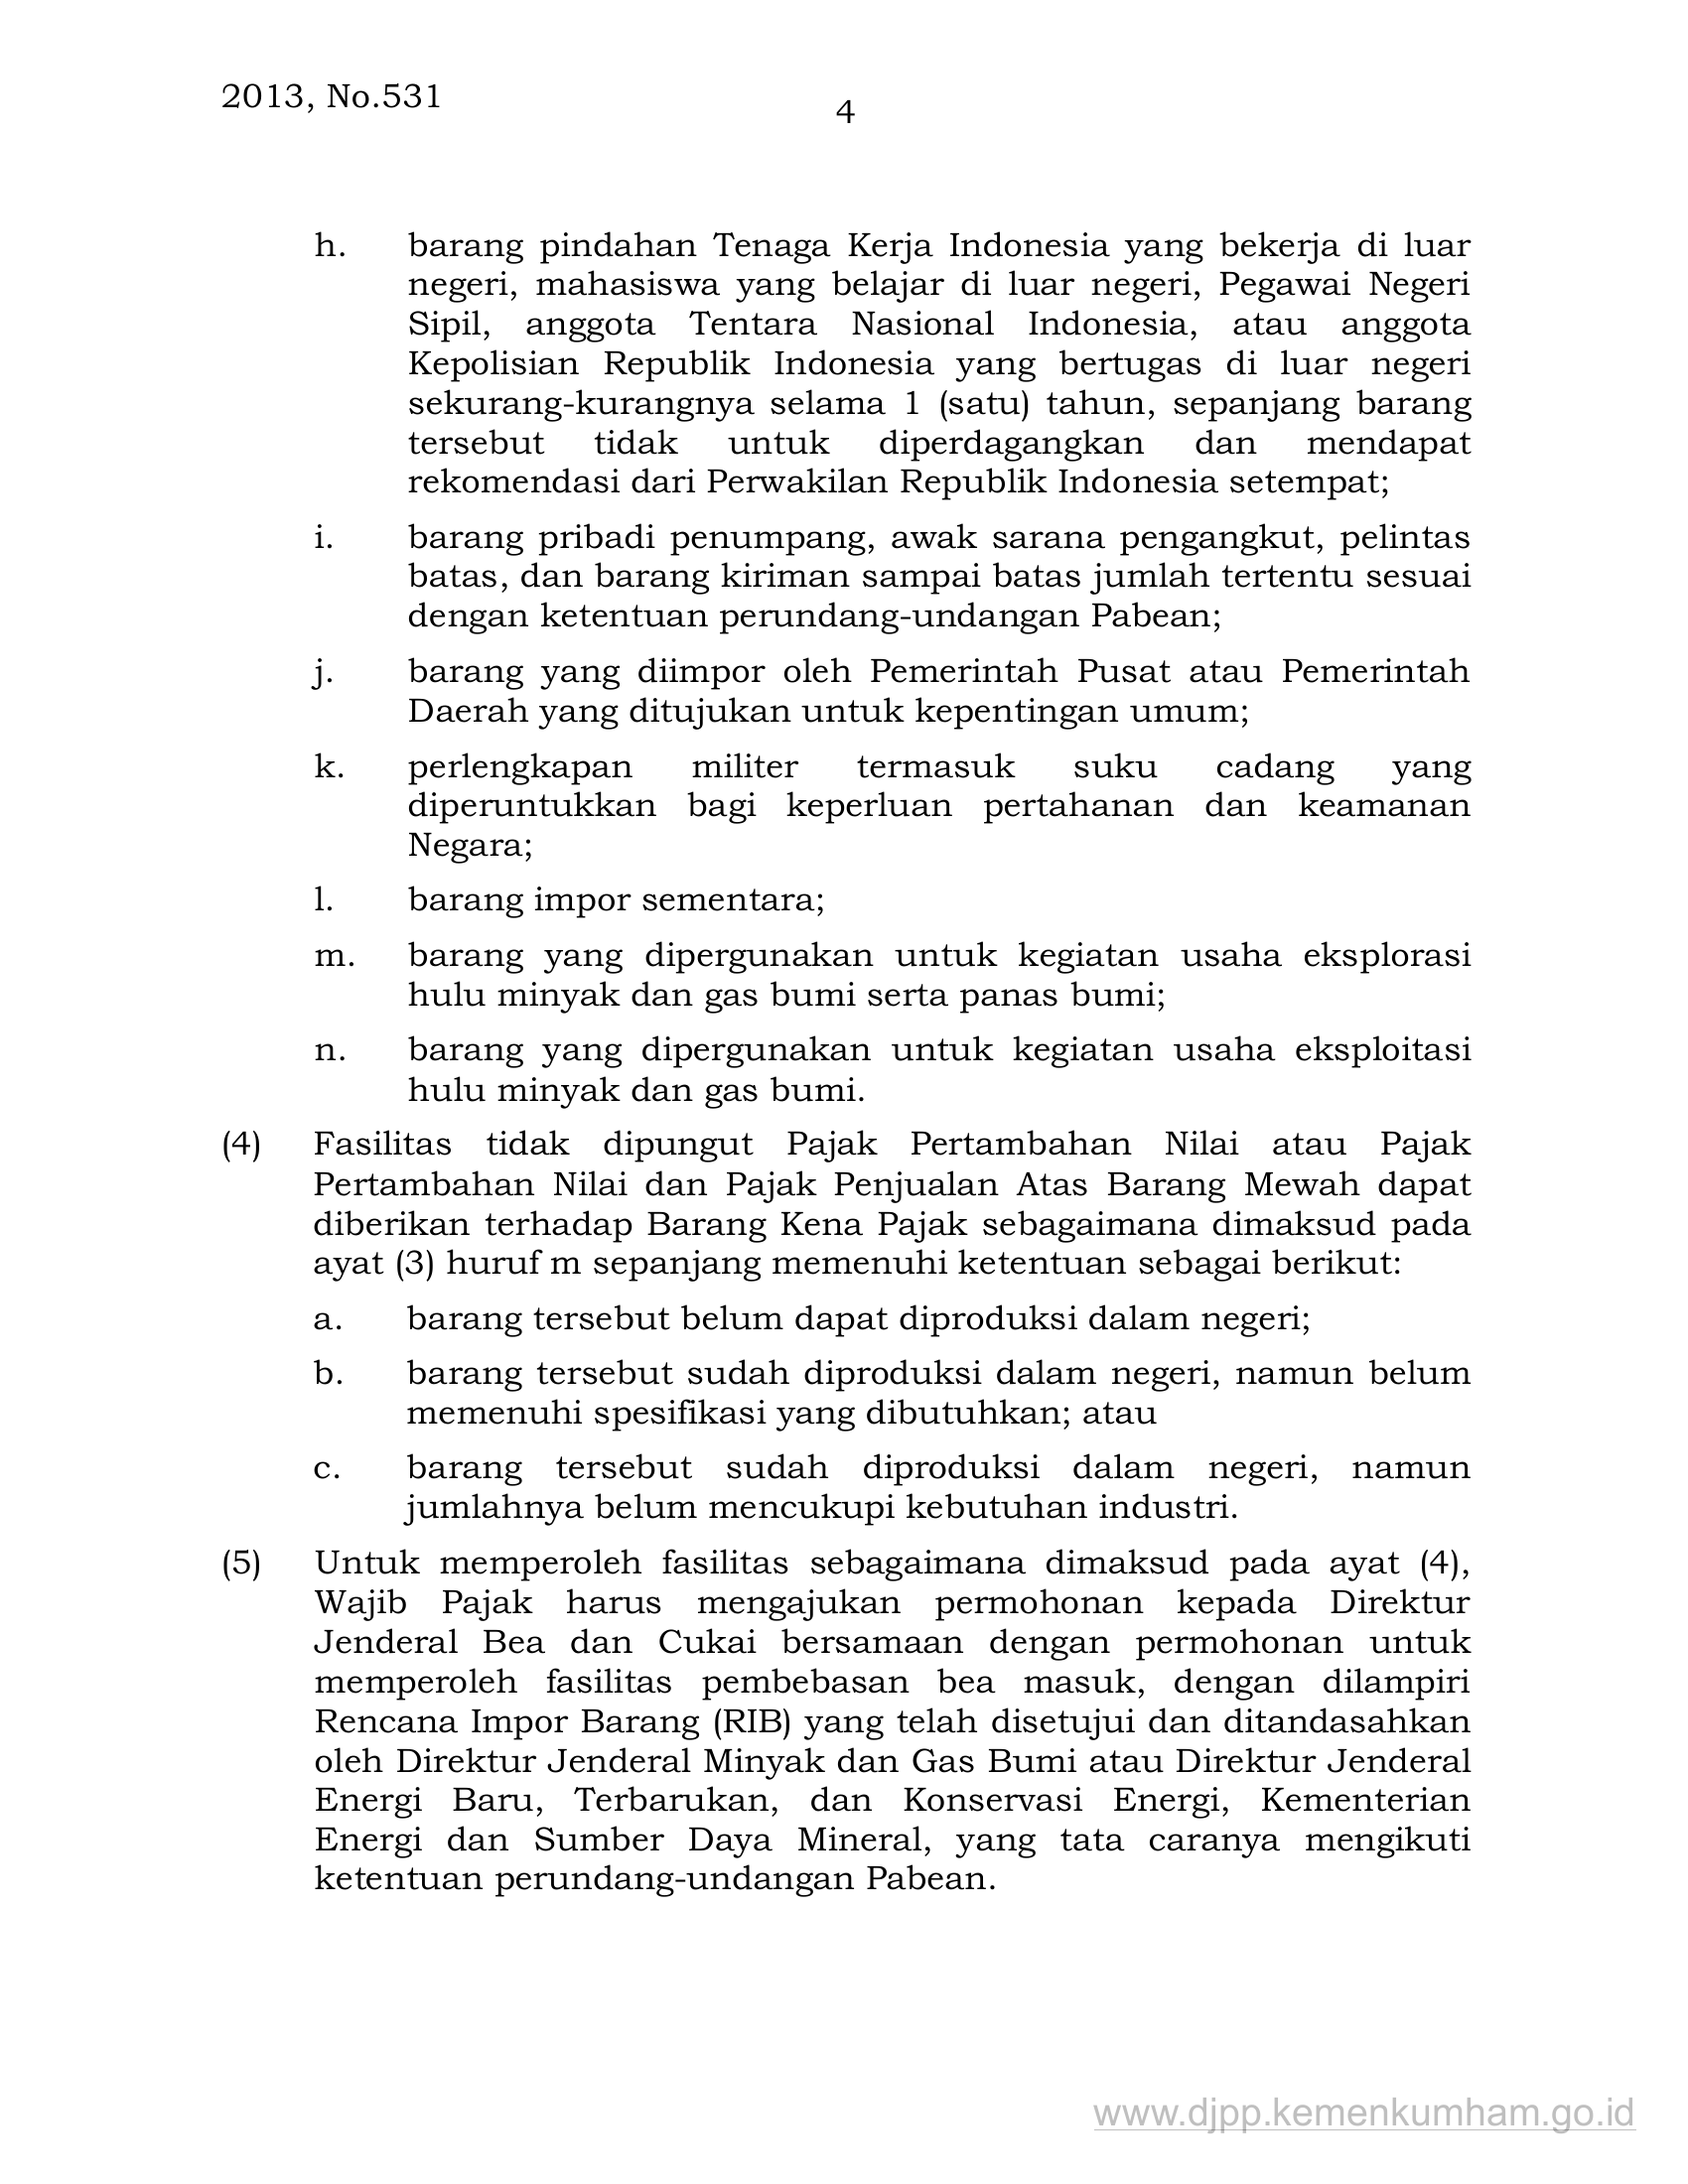 2013, No.531
4
h. barang pindahan Tenaga Kerja Indonesia yang bekerja di luar
negeri, mahasiswa yang belajar di luar negeri, Pegawai Negeri
Sipil, anggota Tentara Nasional Indonesia, atau anggota
Kepolisian Republik Indonesia yang bertugas di luar negeri
sekurang-kurangnya selama 1 (satu) tahun, sepanjang barang
tersebut tidak untuk diperdagangkan dan mendapat
rekomendasi dari Perwakilan Republik Indonesia setempat;
i. barang pribadi penumpang, awak sarana pengangkut, pelintas
batas, dan barang kiriman sampai batas jumlah tertentu sesuai
dengan ketentuan perundang-undangan Pabean;
j. barang yang diimpor oleh Pemerintah Pusat atau Pemerintah
Daerah yang ditujukan untuk kepentingan umum;
k. perlengkapan militer termasuk suku cadang yang
diperuntukkan bagi keperluan pertahanan dan keamanan
Negara;
l. barang impor sementara;
m. barang yang dipergunakan untuk kegiatan usaha eksplorasi
hulu minyak dan gas bumi serta panas bumi;
n. barang yang dipergunakan untuk kegiatan usaha eksploitasi
hulu minyak dan gas bumi.
(4) Fasilitas tidak dipungut Pajak Pertambahan Nilai atau Pajak
Pertambahan Nilai dan Pajak Penjualan Atas Barang Mewah dapat
diberikan terhadap Barang Kena Pajak sebagaimana dimaksud pada
ayat (3) huruf m sepanjang memenuhi ketentuan sebagai berikut:
a. barang tersebut belum dapat diproduksi dalam negeri;
b. barang tersebut sudah diproduksi dalam negeri, namun belum
memenuhi spesifikasi yang dibutuhkan; atau
c. barang tersebut sudah diproduksi dalam negeri, namun
jumlahnya belum mencukupi kebutuhan industri.
(5) Untuk memperoleh fasilitas sebagaimana dimaksud pada ayat (4),
Wajib Pajak harus mengajukan permohonan kepada Direktur
Jenderal Bea dan Cukai bersamaan dengan permohonan untuk
memperoleh fasilitas pembebasan bea masuk, dengan dilampiri
Rencana Impor Barang (RIB) yang telah disetujui dan ditandasahkan
oleh Direktur Jenderal Minyak dan Gas Bumi atau Direktur Jenderal
Energi Baru, Terbarukan, dan Konservasi Energi, Kementerian
Energi dan Sumber Daya Mineral, yang tata caranya mengikuti
ketentuan perundang-undangan Pabean.
www.djpp.kemenkumham.go.id